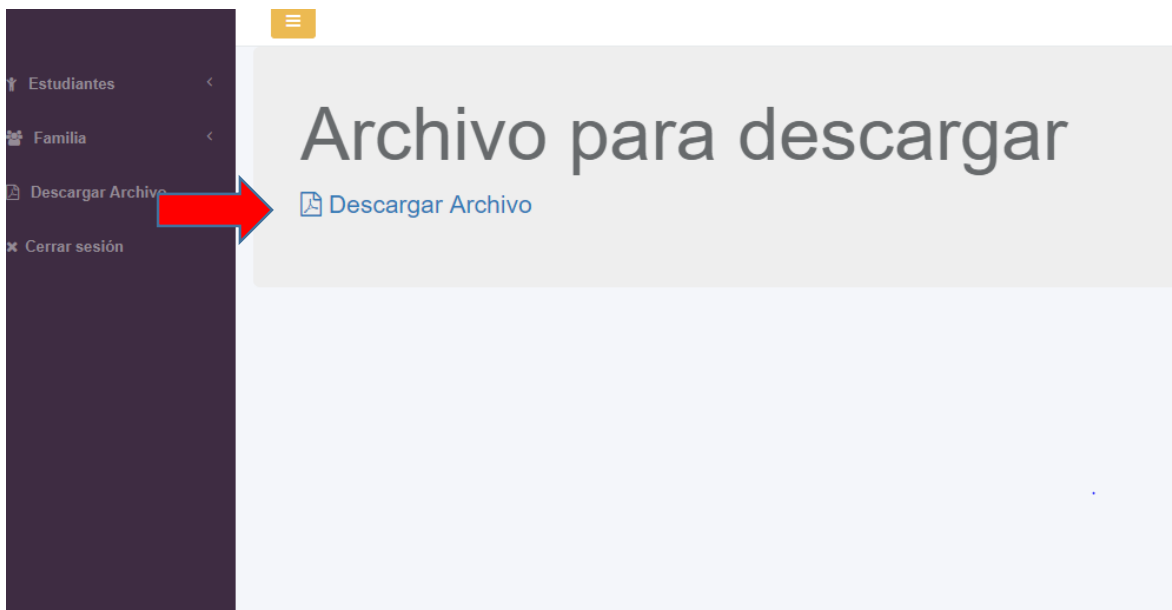 Estudiantes
Familia
Descargar Archivo
Cerrar sesión
Archivo para descargar
Descargar Archivo